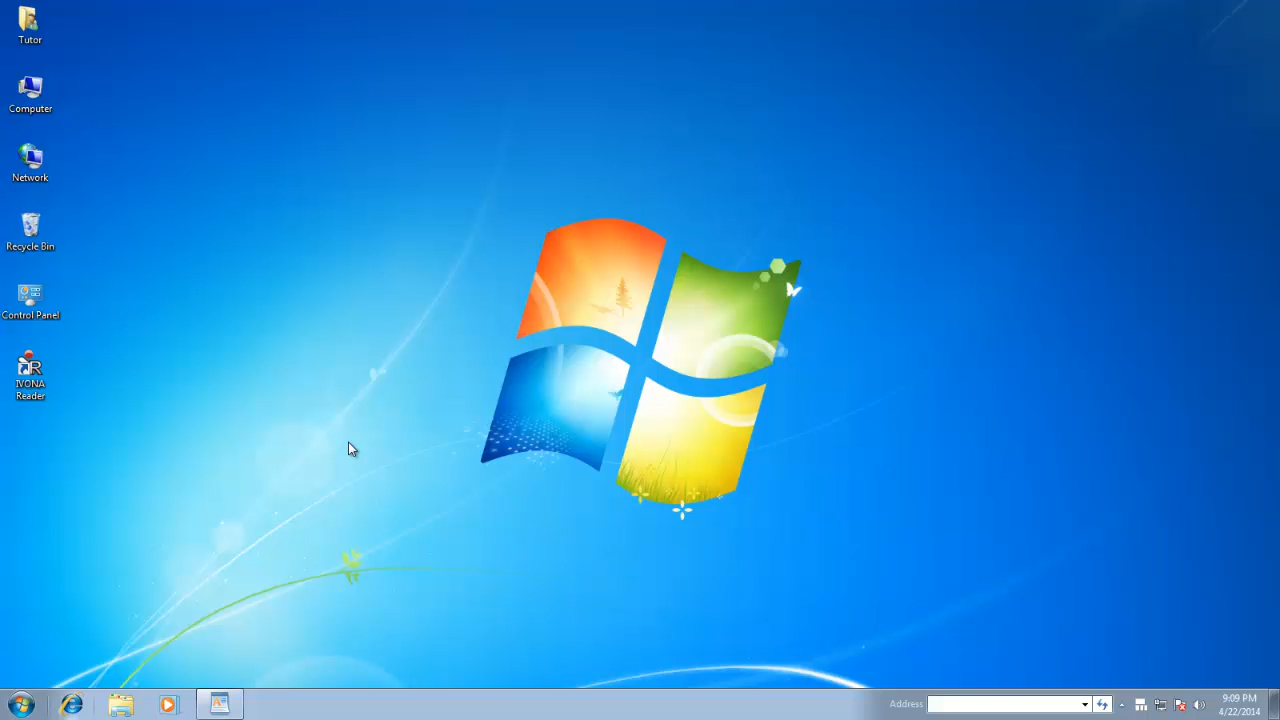 Tutor
Computer
Network
Recycle Bin
Control Panel
IVONA
Reader
Address
9:09 PM
4/22/2014